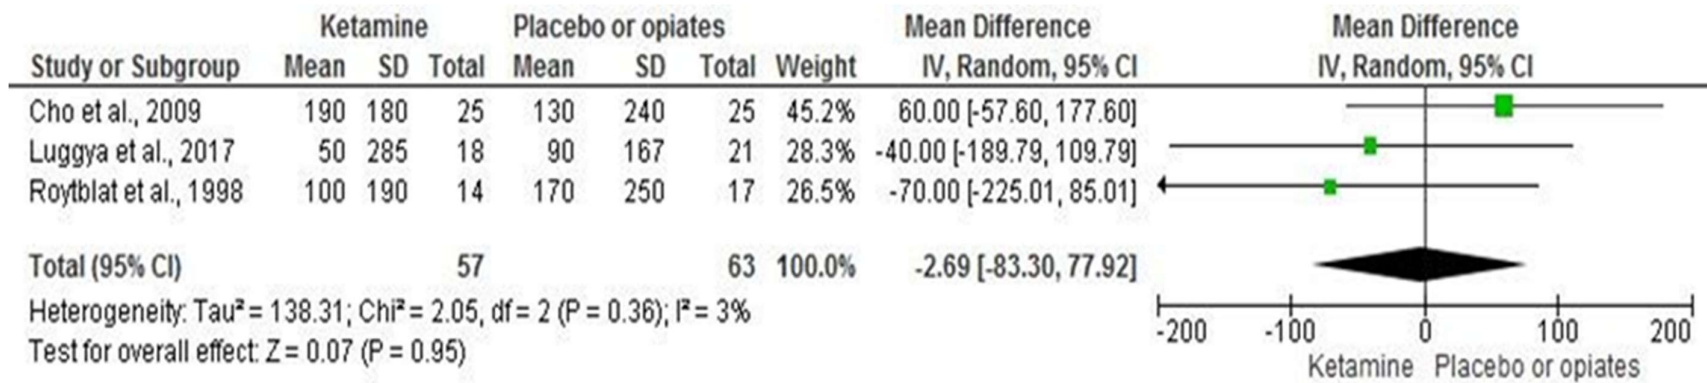 Ketamine Placebo or opiates Mean Difference Mean Difference
Study or Subgroup Mean SD Total Mean SD Total Weight IV, Random, 95% CI IV, Random, 95% CI
Cho et al., 2009 190 180 25 130 240 25 45.2% 60.00 [-57.60, 177.60]
Luggya et al., 2017 50 285 18 90 167 21 28.3% -40.00 [-189.79, 109.79]
Roytblat et al., 1998 100 190 14 170 250 17 26.5% -70.00 [-225.01, 85.01]
Total (95% CI) 57 63 100.0% -2.69 [-83.30, 77.92]
Heterogeneity: Tau² = 138.31; Chi² = 2.05, df = 2 (P = 0.36); I² = 3%
Test for overall effect: Z = 0.07 (P = 0.95)
-200 -100 0 100 200
Ketamine Placebo or opiates